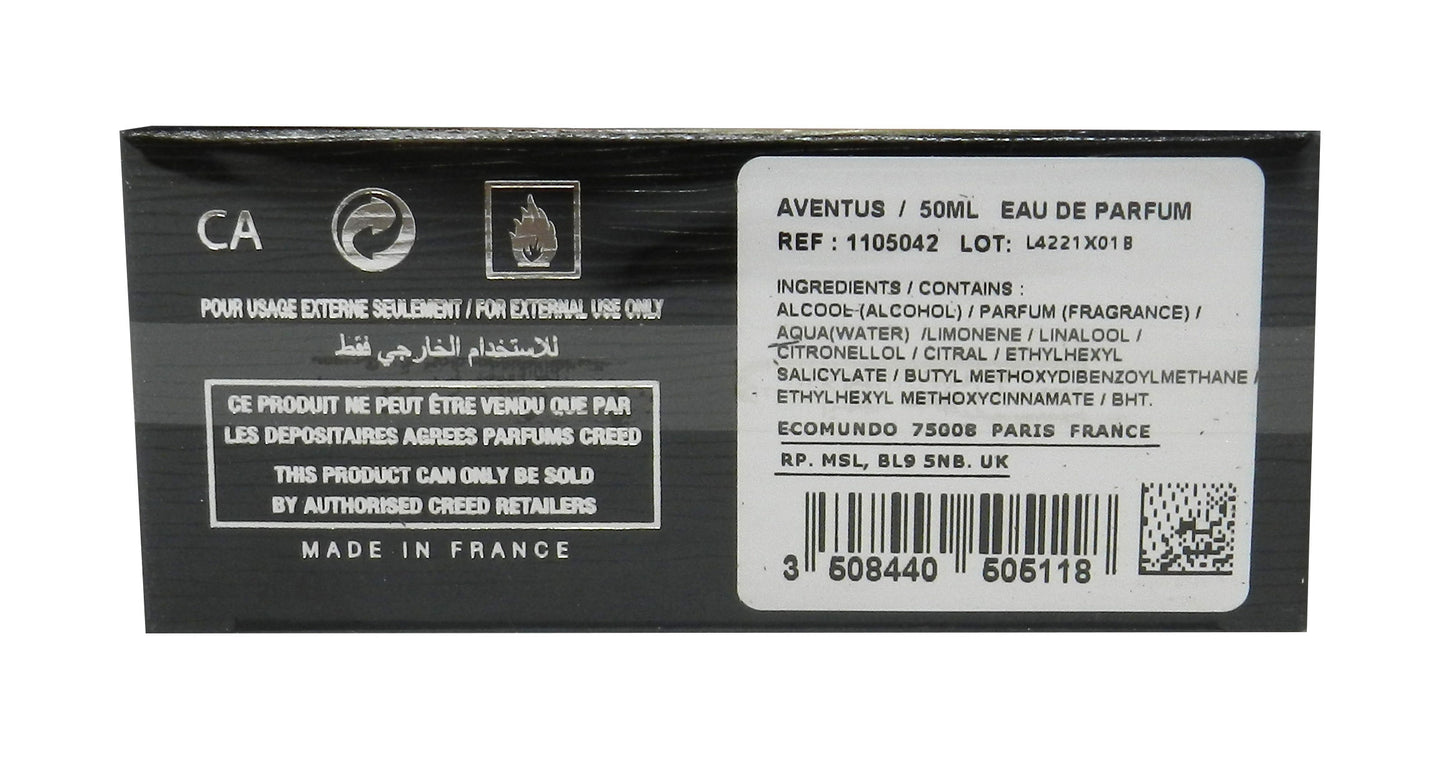 CA
POUR USAGE EXTERNE SEULEMENT / FOR EXTERNAL USE ONLY
للاستخدام الخارجي فقط
CE PRODUIT NE PEUT ÊTRE VENDU QUE PAR
LES DEPOSITAIRES AGREES PARFUMS CREED
THIS PRODUCT CAN ONLY BE SOLD
BY AUTHORISED CREED RETAILERS
MADE IN FRANCE
AVENTUS / 50ML EAU DE PARFUM
REF : 1105042 LOT: L4221X01B
INGREDIENTS / CONTAINS :
ALCOOL (ALCOHOL) / PARFUM (FRAGRANCE) /
AQUA(WATER) /LIMONENE / LINALOOL /
CITRONELLOL / CITRAL / ETHYLHEXYL
SALICYLATE / BUTYL METHOXYDIBENZOYLMETHANE /
ETHYLHEXYL METHOXYCINNAMATE / BHT.
ECOMUNDO 75008 PARIS FRANCE
RP. MSL, BL9 5NB. UK
3 508440 505118